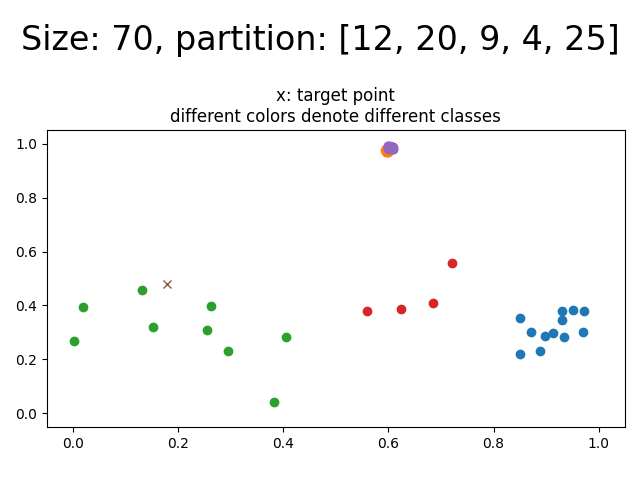 Size: 70, partition: [12, 20, 9, 4, 25]
x: target point
different colors denote different classes
1.0
0.8
0.6
0.4
0.2
0.0
0.0 0.2 0.4 0.6 0.8 1.0